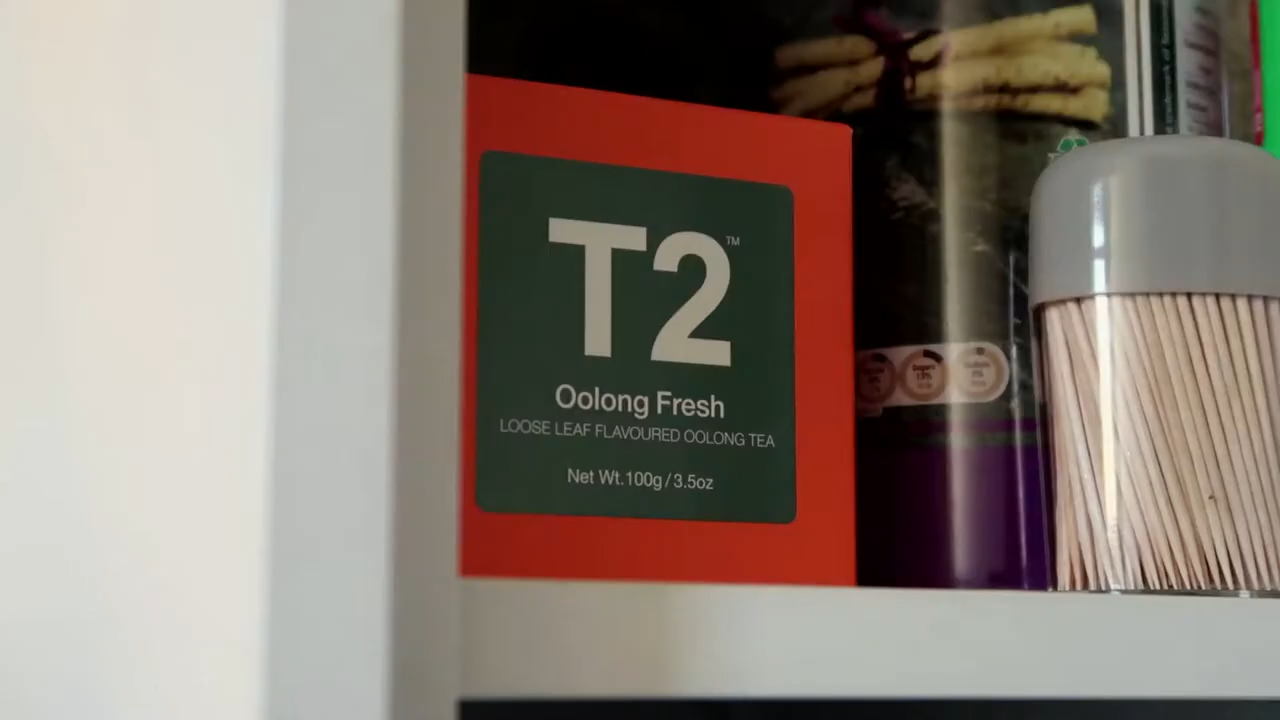 T2™
Oolong Fresh
LOOSE LEAF FLAVOURED OOLONG TEA
Net Wt.100g/3.5oz